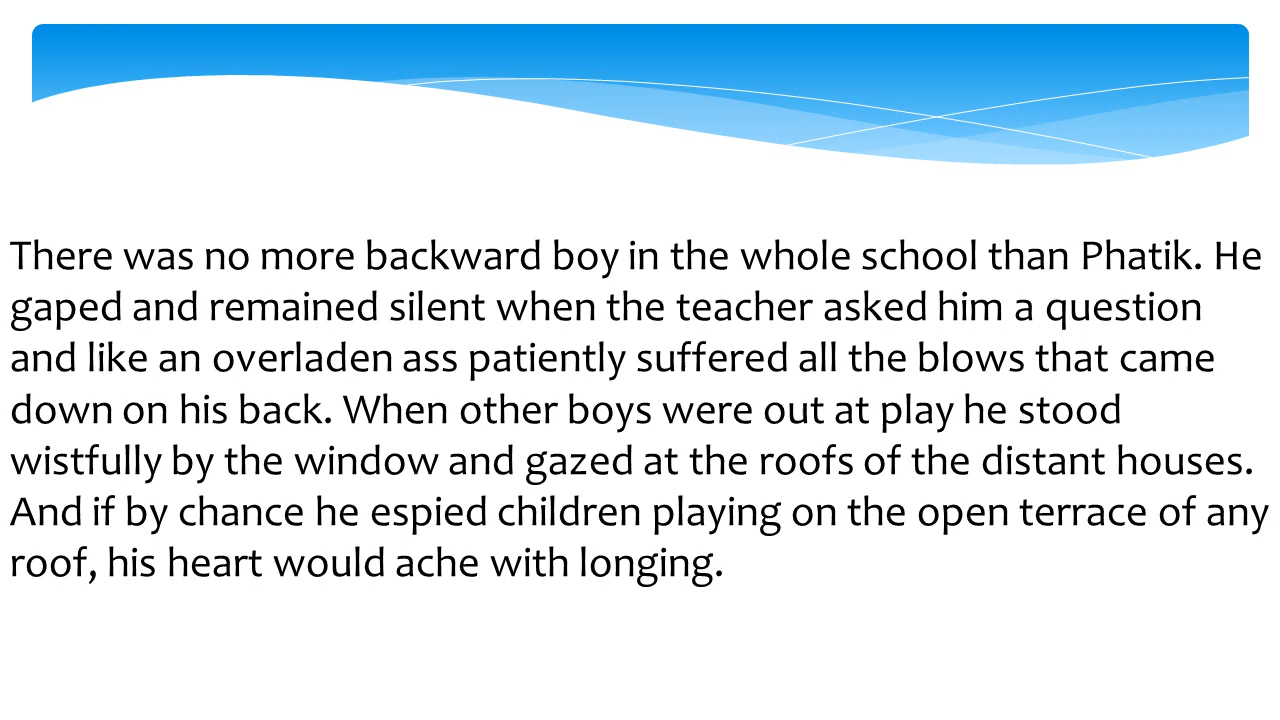 There was no more backward boy in the whole school than Phatik. He
gaped and remained silent when the teacher asked him a question
and like an overladen ass patiently suffered all the blows that came
down on his back. When other boys were out at play he stood
wistfully by the window and gazed at the roofs of the distant houses.
And if by chance he espied children playing on the open terrace of any
roof, his heart would ache with longing.